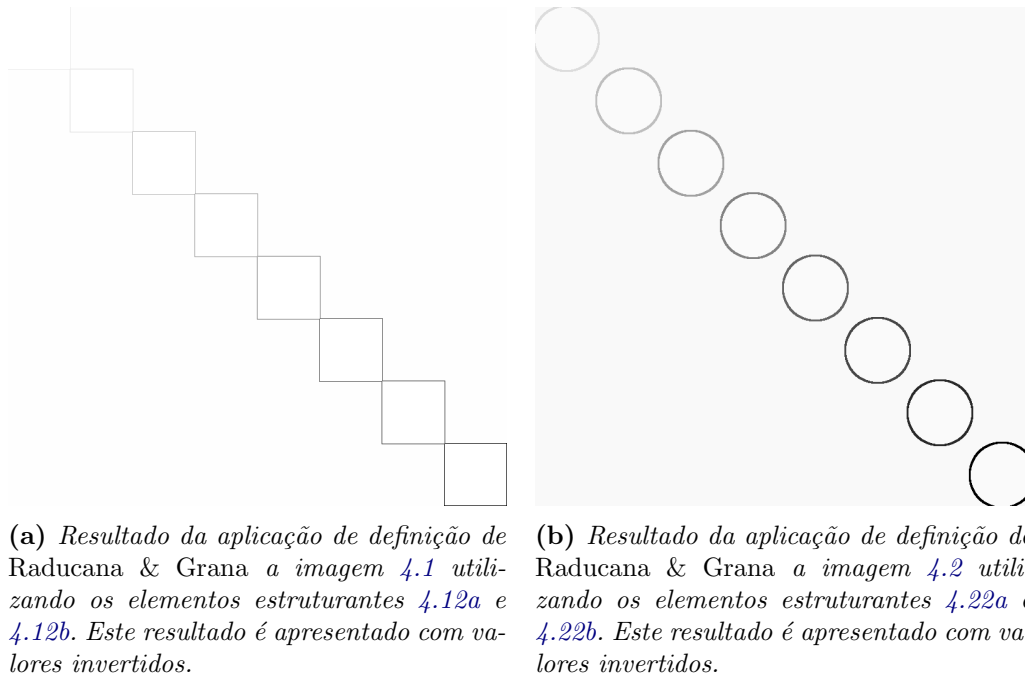 (a) Resultado da aplicação de definição de
Raducana & Grana a imagem 4.1 utili-
zando os elementos estruturantes 4.12a e
4.12b. Este resultado é apresentado com va-
lores invertidos.
(b) Resultado da aplicação de definição de
Raducana & Grana a imagem 4.2 utili-
zando os elementos estruturantes 4.22a e
4.22b. Este resultado é apresentado com va-
lores invertidos.